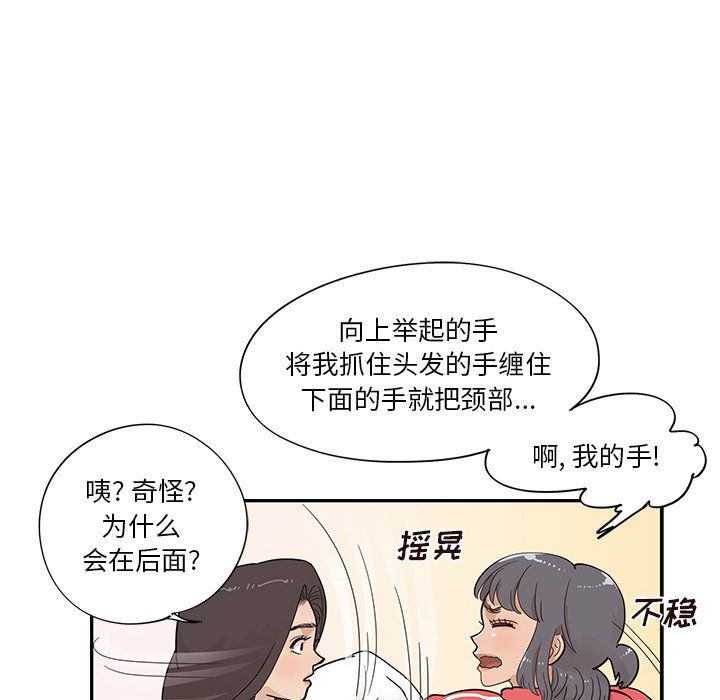 向上举起的手
将我抓住头发的手缠住
下面的手就把颈部...
啊, 我的手!
咦? 奇怪?
为什么
会在后面?
摇晃
不稳